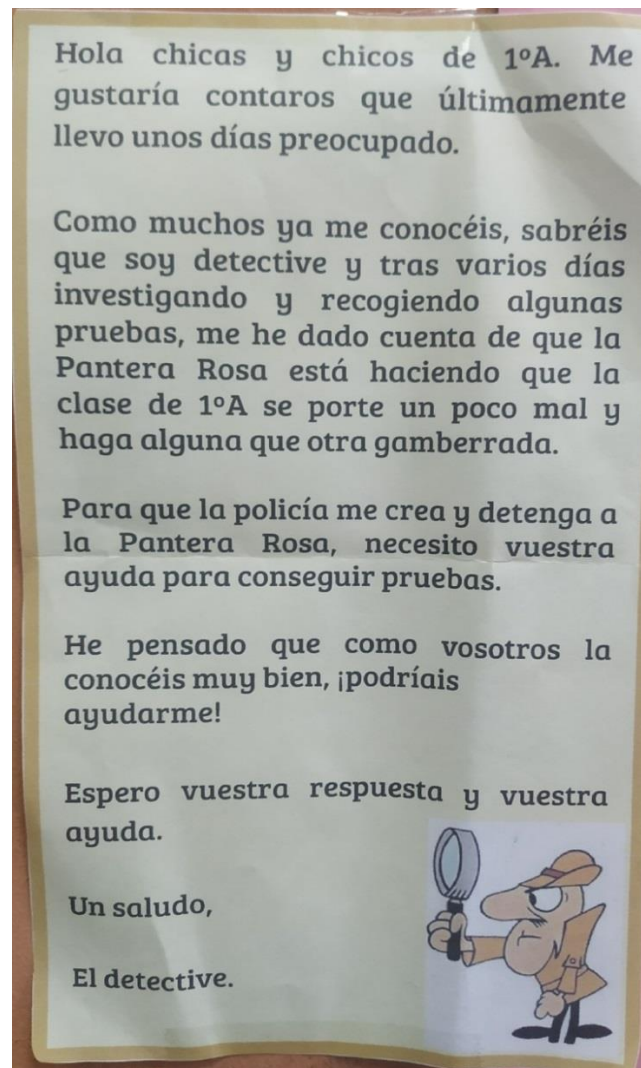 Hola chicas y chicos de 1ºA. Me
gustaría contaros que últimamente
llevo unos días preocupado.
Como muchos ya me conocéis, sabréis
que soy detective y tras varios días
investigando y recogiendo algunas
pruebas, me he dado cuenta de que la
Pantera Rosa está haciendo que la
clase de 1ºA se porte un poco mal y
haga alguna que otra gamberrada.
Para que la policía me crea y detenga a
la Pantera Rosa, necesito vuestra
ayuda para conseguir pruebas.
He pensado que como vosotros la
conocéis muy bien, ¡podríais
ayudarme!
Espero vuestra respuesta y vuestra
ayuda.
Un saludo,
El detective.